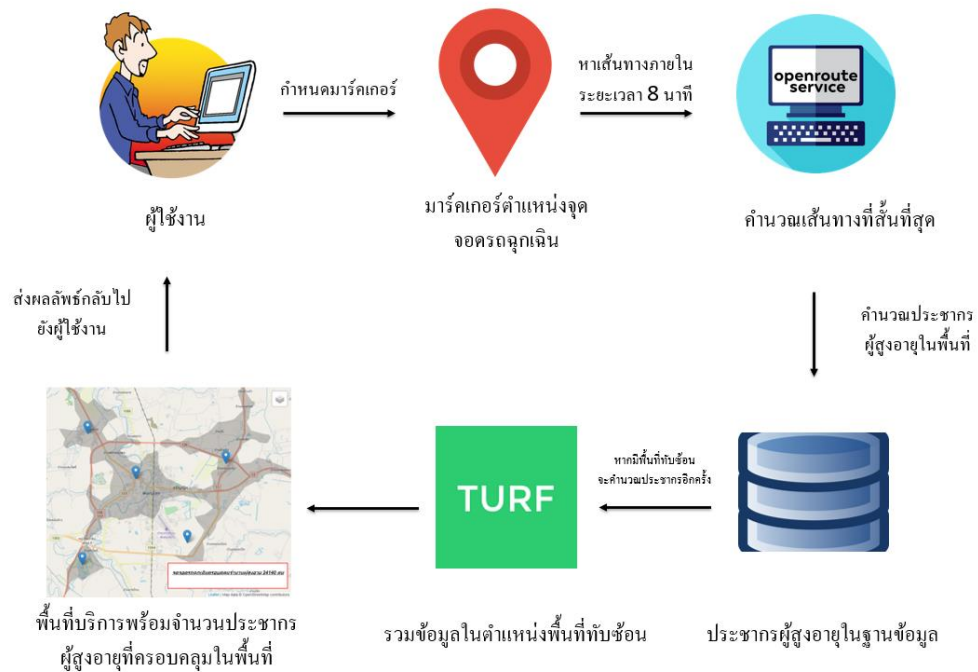 กำหนดมาร์คเกอร์
หาเส้นทางภายใน
ระยะเวลา 8 นาที
openroute
service
ผู้ใช้งาน
มาร์คเกอร์ตำแหน่งจุด
จอดรถฉุกเฉิน
คำนวณเส้นทางที่สั้นที่สุด
ส่งผลลัพธ์กลับไป
ยังผู้ใช้งาน
คำนวณประชากร
ผู้สูงอายุในพื้นที่
หากมีพื้นที่ทับซ้อน
จะคำนวณประชากรอีกครั้ง
TURF
พื้นที่บริการพร้อมจำนวนประชากร
ผู้สูงอายุที่ครอบคลุมในพื้นที่
รวมข้อมูลในตำแหน่งพื้นที่ทับซ้อน
ประชากรผู้สูงอายุในฐานข้อมูล